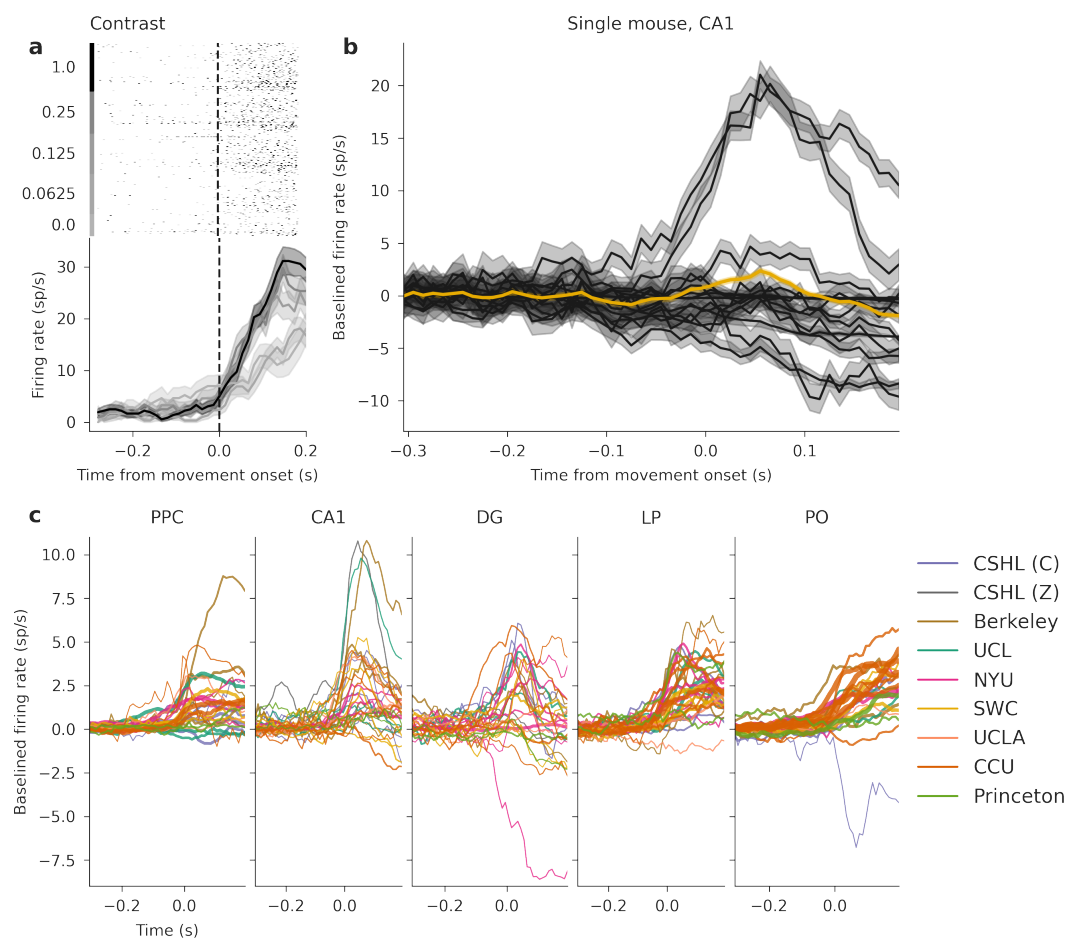 Contrast
a
1.0
0.25
0.125
0.0625
0.0
30
20
10
0
Firing rate (sp/s)
−0.2
0.0
0.2
Time from movement onset (s)
Single mouse, CA1
b
20
15
10
5
0
−5
−10
Baselined firing rate (sp/s)
−0.3
−0.2
−0.1
0.0
0.1
Time from movement onset (s)
c
PPC
CA1
DG
LP
PO
10.0
7.5
5.0
2.5
0.0
−2.5
−5.0
−7.5
Baselined firing rate (sp/s)
−0.2
0.0
−0.2
0.0
−0.2
0.0
−0.2
0.0
−0.2
0.0
Time (s)
CSHL (C)
CSHL (Z)
Berkeley
UCL
NYU
SWC
UCLA
CCU
Princeton